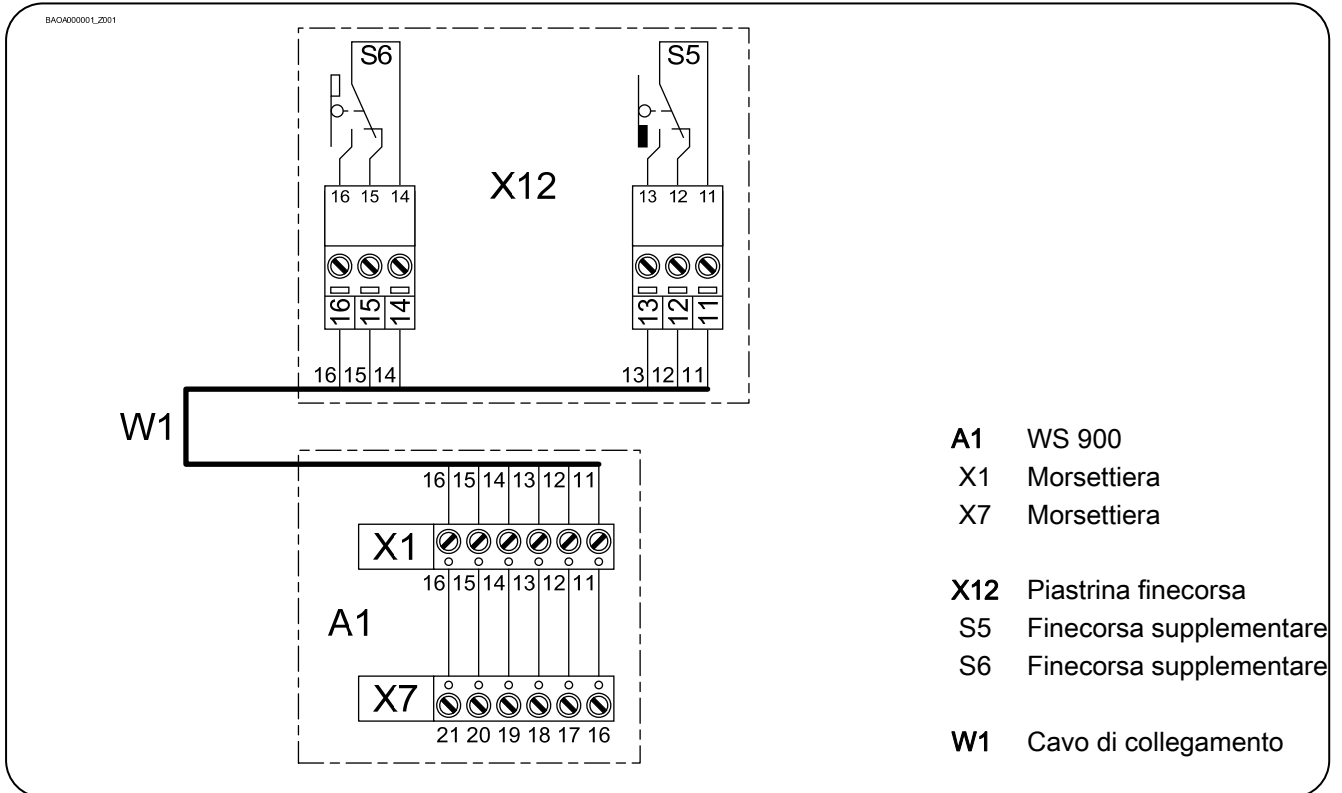 BAOA000001_Z001
S6 S5
X12
16 15 14 13 12 11
16 15 14 13 12 11
16 15 14 13 12 11
W1
16 15 14 13 12 11
X1
16 15 14 13 12 11
A1
X7
21 20 19 18 17 16
A1 WS 900
X1 Morsettiera
X7 Morsettiera
X12 Piastrina finecorsa
S5 Finecorsa supplementare
S6 Finecorsa supplementare
W1 Cavo di collegamento